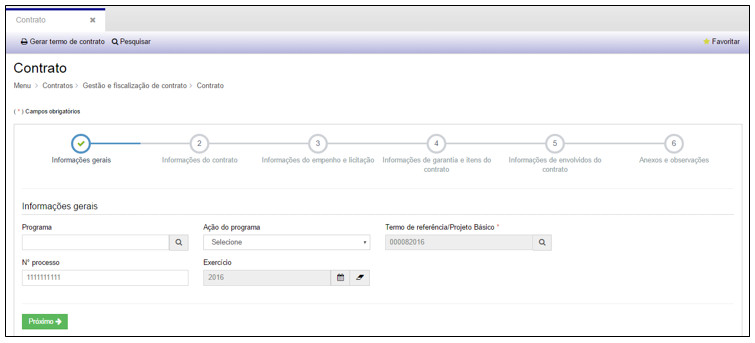 Contrato ✖
Gerar termo de contrato Pesquisar Favoritar
Contrato
Menu > Contratos > Gestão e fiscalização de contrato > Contrato
( * ) Campos obrigatórios
2 3 4 5 6
Informações gerais Informações do contrato Informações do empenho e licitação Informações de garantia e itens do contrato Informações de envolvidos do contrato Anexos e observações
Informações gerais
Programa Ação do programa Termo de referência/Projeto Básico *
Selecione 000082016
N° processo Exercício
1111111111 2016
Próximo